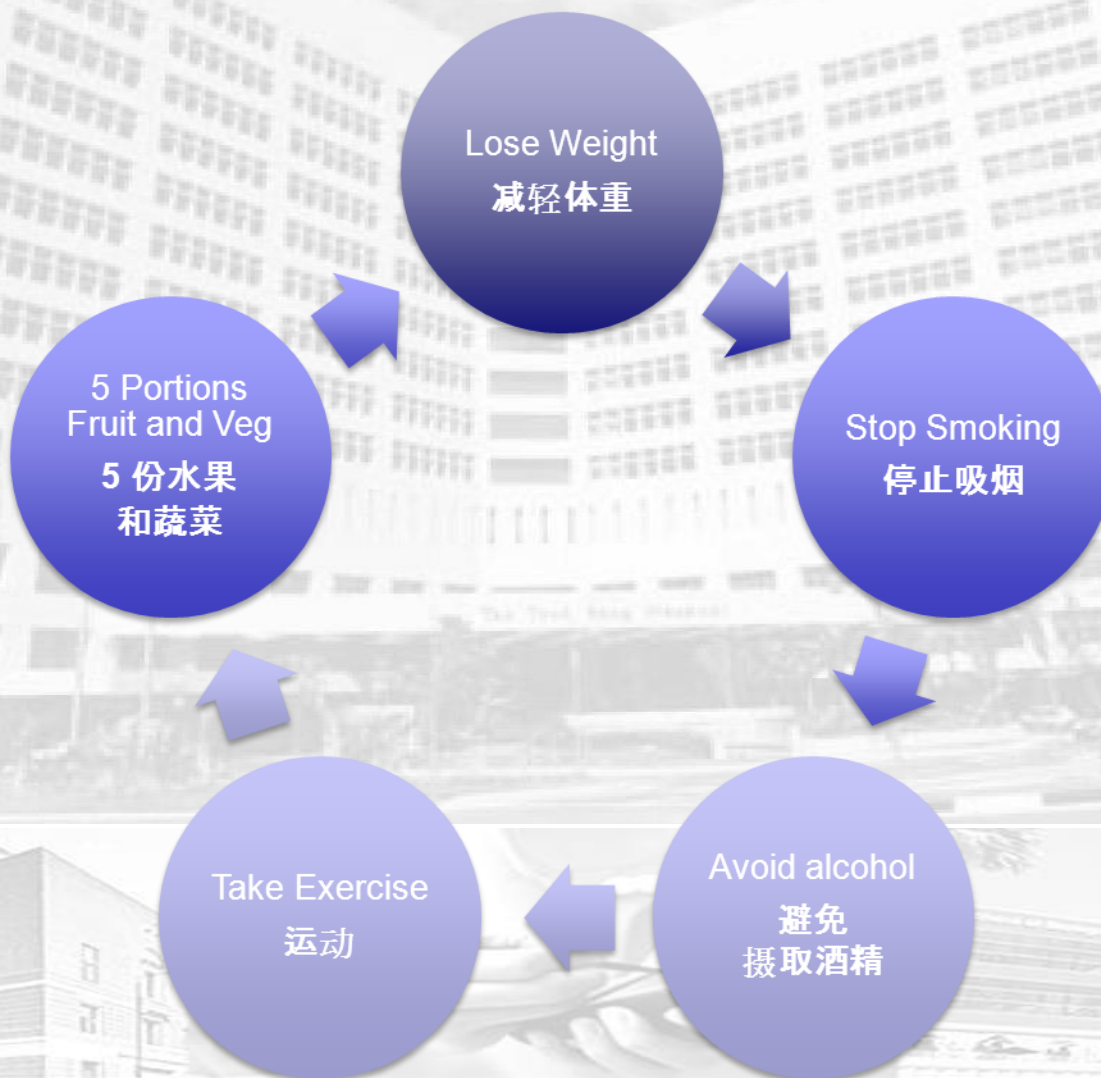 Lose Weight
减轻体重
Stop Smoking
停止吸烟
Avoid alcohol
避免
摄取酒精
Take Exercise
运动
5 Portions
Fruit and Veg
5 份水果
和蔬菜